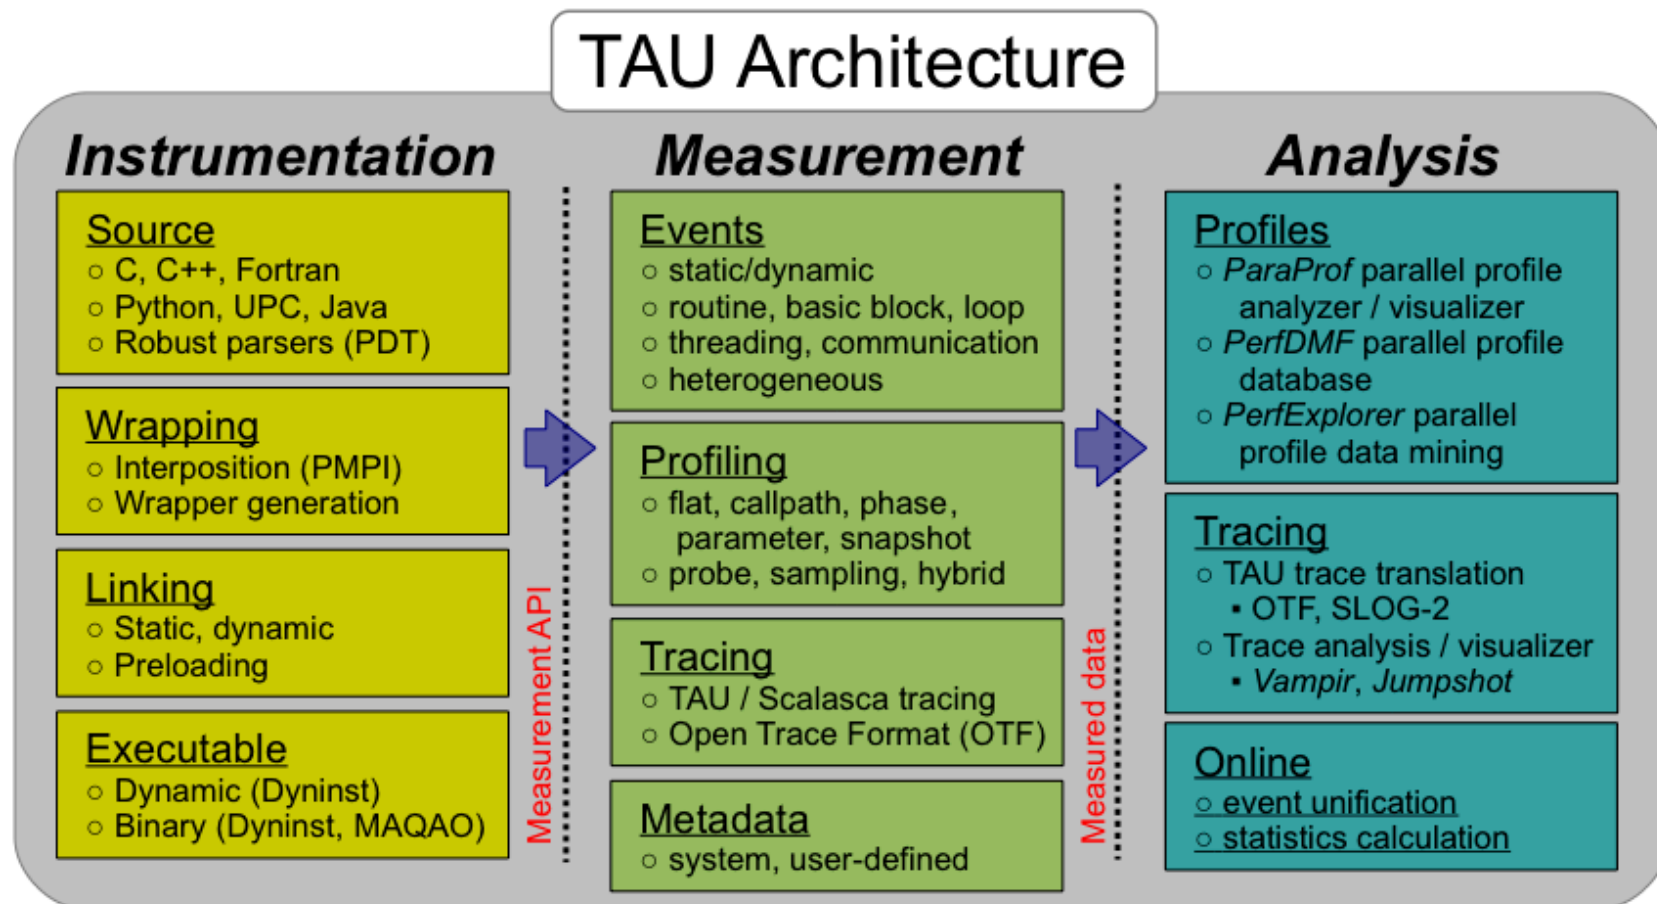 TAU Architecture
Instrumentation
Source
○ C, C++, Fortran
○ Python, UPC, Java
○ Robust parsers (PDT)
Wrapping
○ Interposition (PMPI)
○ Wrapper generation
Linking
○ Static, dynamic
○ Preloading
Executable
○ Dynamic (Dyninst)
○ Binary (Dyninst, MAQAO)
Measurement API
Measurement
Events
○ static/dynamic
○ routine, basic block, loop
○ threading, communication
○ heterogeneous
Profiling
○ flat, callpath, phase,
parameter, snapshot
○ probe, sampling, hybrid
Tracing
○ TAU / Scalasca tracing
○ Open Trace Format (OTF)
Metadata
○ system, user-defined
Measured data
Analysis
Profiles
○ ParaProf parallel profile
analyzer / visualizer
○ PerfDMF parallel profile
database
○ PerfExplorer parallel
profile data mining
Tracing
○ TAU trace translation
▪ OTF, SLOG-2
○ Trace analysis / visualizer
▪ Vampir, Jumpshot
Online
○ event unification
○ statistics calculation